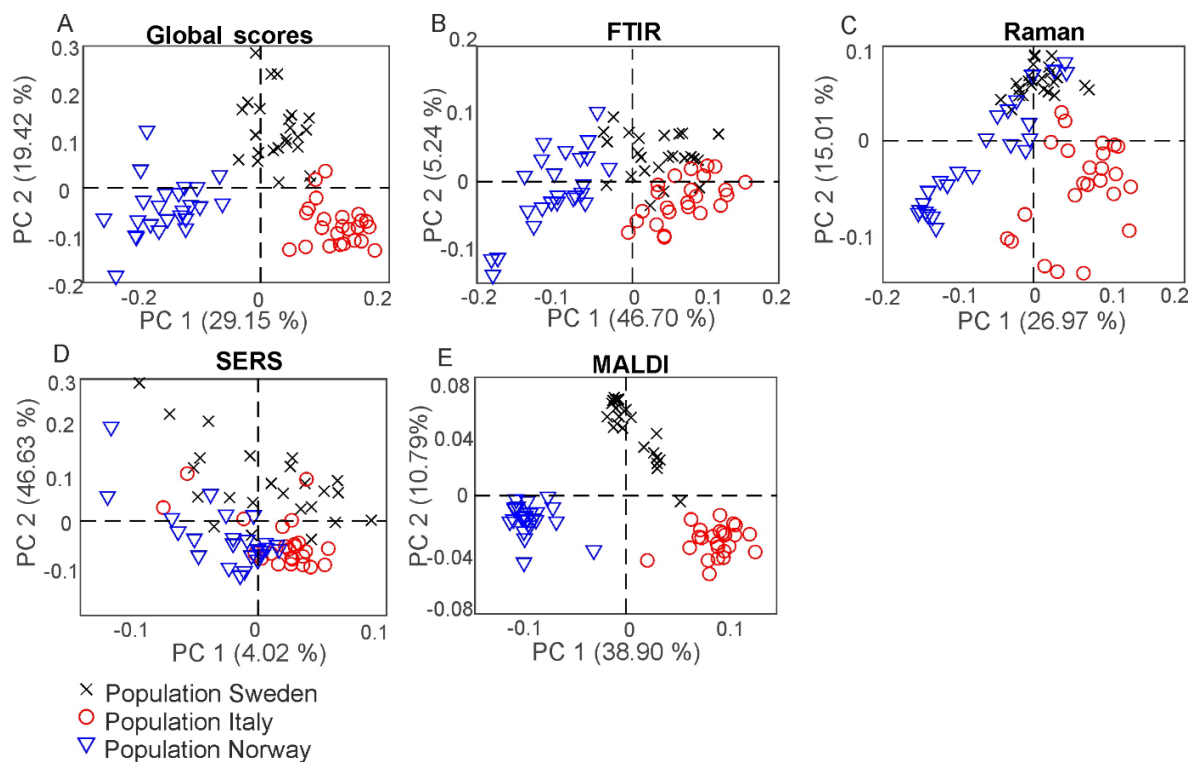 A
Global scores
0.3
0.2
0.1
0
-0.1
-0.2
PC 2 (19.42 %)
-0.2
0
0.2
PC 1 (29.15 %)
B
FTIR
0.2
0.1
0
-0.1
PC 2 (5.24 %)
-0.2
-0.1
0
0.1
0.2
PC 1 (46.70 %)
C
Raman
0.1
0
-0.1
PC 2 (15.01 %)
-0.2
-0.1
0
0.1
0.2
PC 1 (26.97 %)
D
SERS
0.3
0.2
0.1
0
-0.1
PC 2 (46.63 %)
-0.1
0
0.1
PC 1 (4.02 %)
E
MALDI
0.08
0.04
0
-0.04
-0.08
PC 2 (10.79%)
-0.1
0
0.1
PC 1 (38.90 %)
Population Sweden
Population Italy
Population Norway